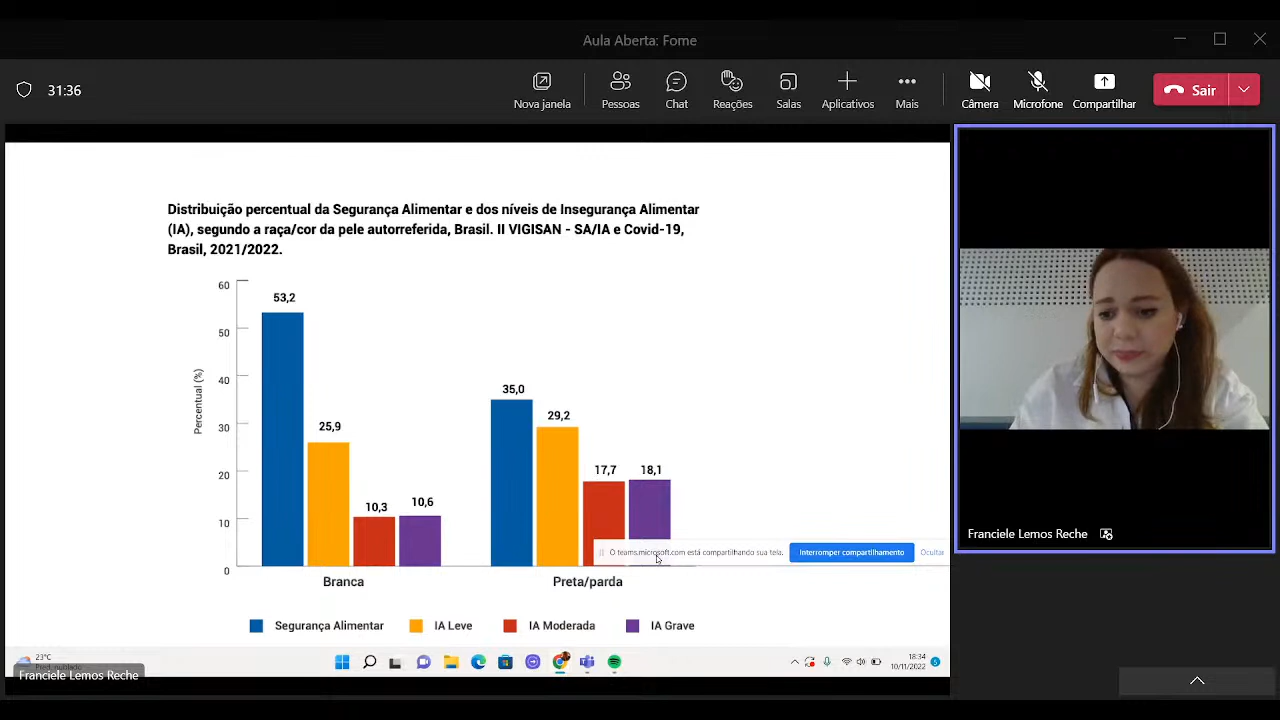 Aula Aberta: Fome
31:36
Nova janela
Pessoas
Chat
Reações
Salas
Aplicativos
Mais
Câmera
Microfone
Compartilhar
Sair
Distribuição percentual da Segurança Alimentar e dos níveis de Insegurança Alimentar
(IA), segundo a raça/cor da pele autorreferida, Brasil. II VIGISAN - SA/IA e Covid-19,
Brasil, 2021/2022.
Percentual (%)
60
50
40
30
20
10
0
53,2
25,9
10,3
10,6
35,0
29,2
17,7
18,1
O teams.microsoft.com está compartilhando sua tela.
Interromper compartilhamento
Ocultar
Branca
Preta/parda
Segurança Alimentar
IA Leve
IA Moderada
IA Grave
23°C
18:34
10/11/2022
5
Franciele Lemos Reche
Franciele Lemos Reche